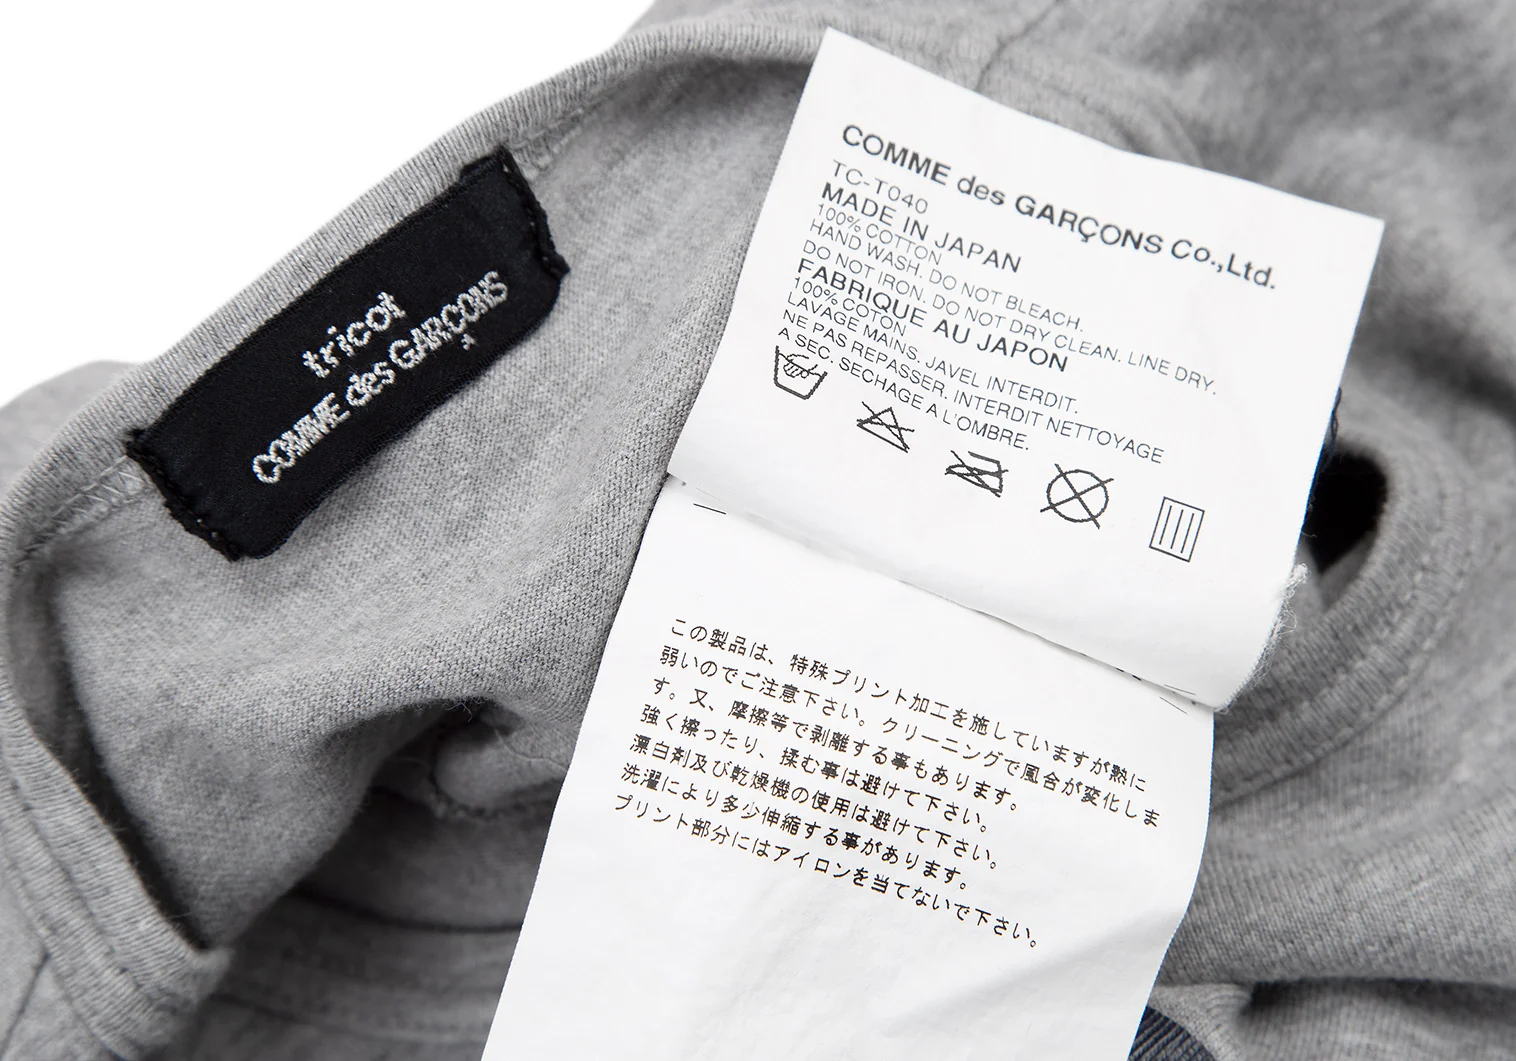 tricot
COMME des GARÇONS
COMME des GARÇONS Co.,Ltd.
TC-T040
MADE IN JAPAN
100% COTTON
HAND WASH. DO NOT BLEACH.
DO NOT IRON. DO NOT DRY CLEAN. LINE DRY.
FABRIQUE AU JAPON
100% COTON
LAVAGE MAINS. JAVEL INTERDIT.
NE PAS REPASSER. INTERDIT NETTOYAGE
A SEC. SECHAGE A L'OMBRE.
この製品は、特殊プリント加工を施していますが熱に
弱いのでご注意下さい。クリーニングで風合が変化しま
す。又、摩擦等で剥離する事もあります。
強く擦ったり、揉む事は避けて下さい。
漂白剤及び乾燥機の使用は避けて下さい。
洗濯により多少伸縮する事があります。
プリント部分にはアイロンを当てないで下さい。